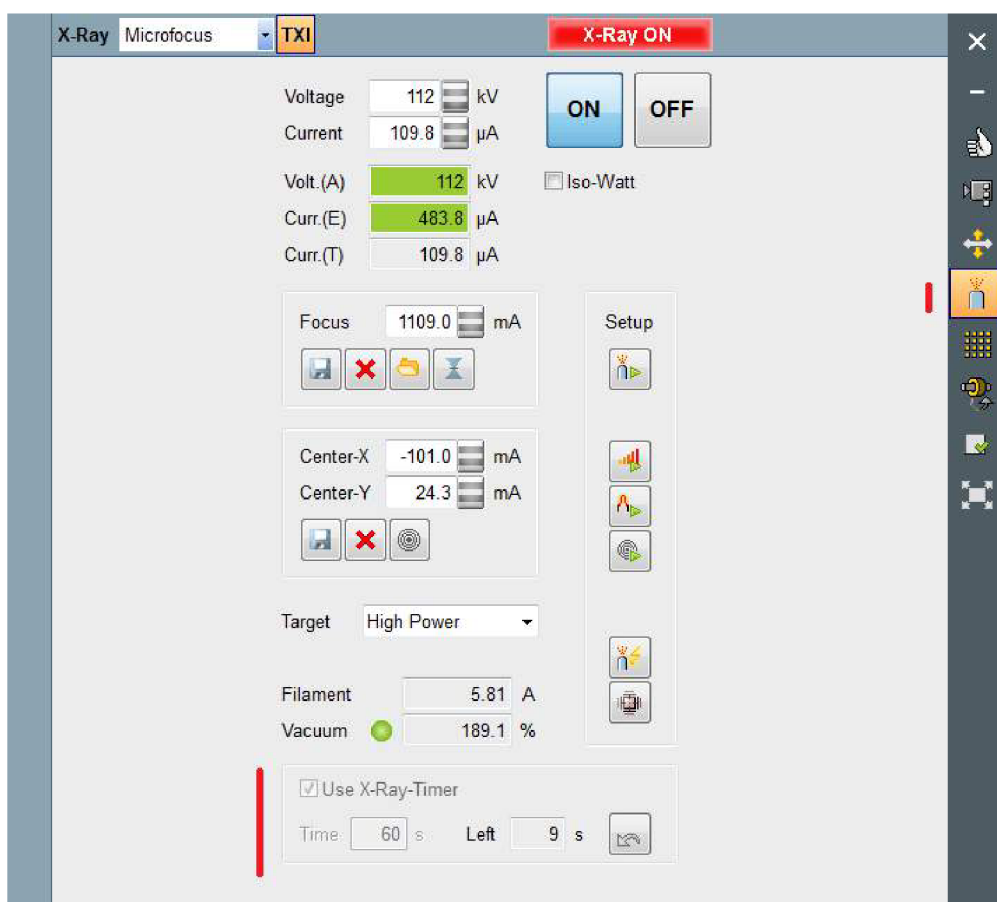 X-Ray Microfocus TXI X-Ray ON
Voltage 112 kV ON OFF
Current 109.8 µA
Volt.(A) 112 kV Iso-Watt
Curr.(E) 483.8 µA
Curr.(T) 109.8 µA
Focus 1109.0 mA Setup
Center-X -101.0 mA
Center-Y 24.3 mA
Target High Power
Filament 5.81 A
Vacuum 189.1 %
Use X-Ray-Timer
Time 60 s Left 9 s